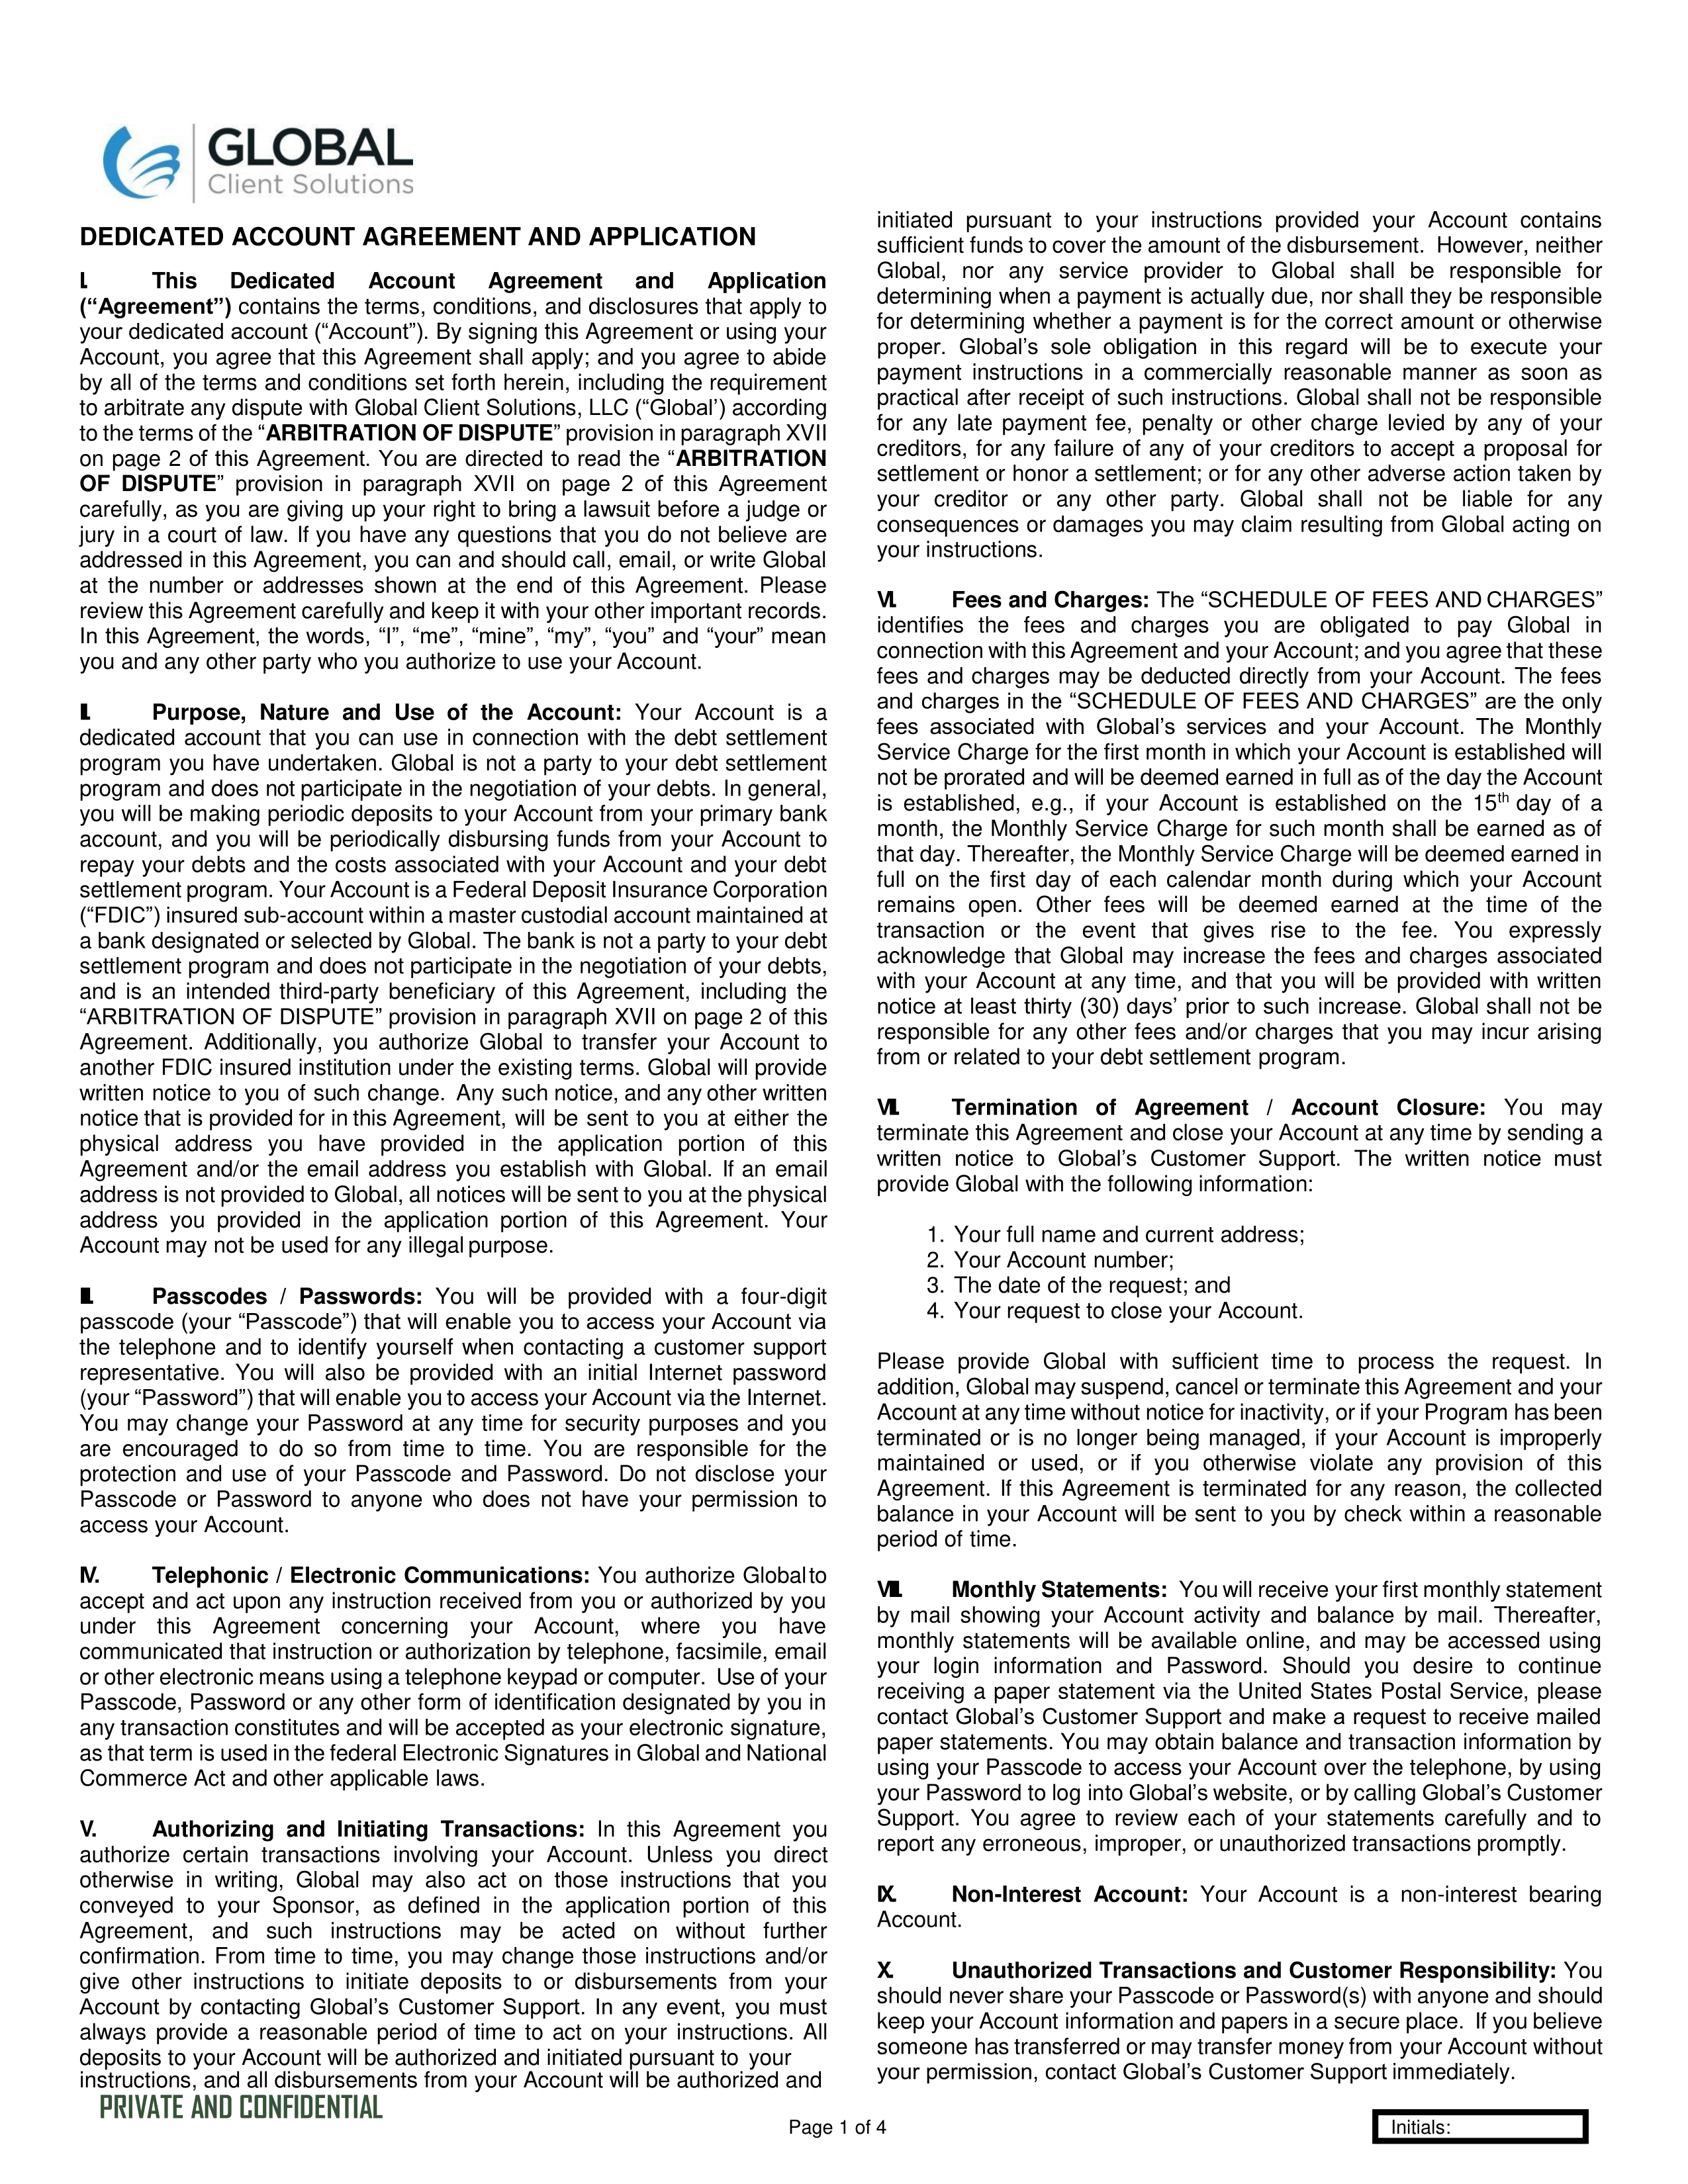 GLOBAL
Client Solutions
DEDICATED ACCOUNT AGREEMENT AND APPLICATION
I. This Dedicated Account Agreement and Application
(“Agreement”) contains the terms, conditions, and disclosures that apply to
your dedicated account (“Account”). By signing this Agreement or using your
Account, you agree that this Agreement shall apply; and you agree to abide
by all of the terms and conditions set forth herein, including the requirement
to arbitrate any dispute with Global Client Solutions, LLC (“Global’) according
to the terms of the “ARBITRATION OF DISPUTE” provision in paragraph XVII
on page 2 of this Agreement. You are directed to read the “ARBITRATION
OF DISPUTE” provision in paragraph XVII on page 2 of this Agreement
carefully, as you are giving up your right to bring a lawsuit before a judge or
jury in a court of law. If you have any questions that you do not believe are
addressed in this Agreement, you can and should call, email, or write Global
at the number or addresses shown at the end of this Agreement. Please
review this Agreement carefully and keep it with your other important records.
In this Agreement, the words, “I”, “me”, “mine”, “my”, “you” and “your” mean
you and any other party who you authorize to use your Account.
II. Purpose, Nature and Use of the Account: Your Account is a
dedicated account that you can use in connection with the debt settlement
program you have undertaken. Global is not a party to your debt settlement
program and does not participate in the negotiation of your debts. In general,
you will be making periodic deposits to your Account from your primary bank
account, and you will be periodically disbursing funds from your Account to
repay your debts and the costs associated with your Account and your debt
settlement program. Your Account is a Federal Deposit Insurance Corporation
(“FDIC”) insured sub-account within a master custodial account maintained at
a bank designated or selected by Global. The bank is not a party to your debt
settlement program and does not participate in the negotiation of your debts,
and is an intended third-party beneficiary of this Agreement, including the
“ARBITRATION OF DISPUTE” provision in paragraph XVII on page 2 of this
Agreement. Additionally, you authorize Global to transfer your Account to
another FDIC insured institution under the existing terms. Global will provide
written notice to you of such change. Any such notice, and any other written
notice that is provided for in this Agreement, will be sent to you at either the
physical address you have provided in the application portion of this
Agreement and/or the email address you establish with Global. If an email
address is not provided to Global, all notices will be sent to you at the physical
address you provided in the application portion of this Agreement. Your
Account may not be used for any illegal purpose.
III. Passcodes / Passwords: You will be provided with a four-digit
passcode (your “Passcode”) that will enable you to access your Account via
the telephone and to identify yourself when contacting a customer support
representative. You will also be provided with an initial Internet password
(your “Password”) that will enable you to access your Account via the Internet.
You may change your Password at any time for security purposes and you
are encouraged to do so from time to time. You are responsible for the
protection and use of your Passcode and Password. Do not disclose your
Passcode or Password to anyone who does not have your permission to
access your Account.
IV. Telephonic / Electronic Communications: You authorize Global to
accept and act upon any instruction received from you or authorized by you
under this Agreement concerning your Account, where you have
communicated that instruction or authorization by telephone, facsimile, email
or other electronic means using a telephone keypad or computer. Use of your
Passcode, Password or any other form of identification designated by you in
any transaction constitutes and will be accepted as your electronic signature,
as that term is used in the federal Electronic Signatures in Global and National
Commerce Act and other applicable laws.
V. Authorizing and Initiating Transactions: In this Agreement you
authorize certain transactions involving your Account. Unless you direct
otherwise in writing, Global may also act on those instructions that you
conveyed to your Sponsor, as defined in the application portion of this
Agreement, and such instructions may be acted on without further
confirmation. From time to time, you may change those instructions and/or
give other instructions to initiate deposits to or disbursements from your
Account by contacting Global’s Customer Support. In any event, you must
always provide a reasonable period of time to act on your instructions. All
deposits to your Account will be authorized and initiated pursuant to your
instructions, and all disbursements from your Account will be authorized and
initiated pursuant to your instructions provided your Account contains
sufficient funds to cover the amount of the disbursement. However, neither
Global, nor any service provider to Global shall be responsible for
determining when a payment is actually due, nor shall they be responsible
for determining whether a payment is for the correct amount or otherwise
proper. Global’s sole obligation in this regard will be to execute your
payment instructions in a commercially reasonable manner as soon as
practical after receipt of such instructions. Global shall not be responsible
for any late payment fee, penalty or other charge levied by any of your
creditors, for any failure of any of your creditors to accept a proposal for
settlement or honor a settlement; or for any other adverse action taken by
your creditor or any other party. Global shall not be liable for any
consequences or damages you may claim resulting from Global acting on
your instructions.
VI. Fees and Charges: The “SCHEDULE OF FEES AND CHARGES”
identifies the fees and charges you are obligated to pay Global in
connection with this Agreement and your Account; and you agree that these
fees and charges may be deducted directly from your Account. The fees
and charges in the “SCHEDULE OF FEES AND CHARGES” are the only
fees associated with Global’s services and your Account. The Monthly
Service Charge for the first month in which your Account is established will
not be prorated and will be deemed earned in full as of the day the Account
is established, e.g., if your Account is established on the 15th day of a
month, the Monthly Service Charge for such month shall be earned as of
that day. Thereafter, the Monthly Service Charge will be deemed earned in
full on the first day of each calendar month during which your Account
remains open. Other fees will be deemed earned at the time of the
transaction or the event that gives rise to the fee. You expressly
acknowledge that Global may increase the fees and charges associated
with your Account at any time, and that you will be provided with written
notice at least thirty (30) days’ prior to such increase. Global shall not be
responsible for any other fees and/or charges that you may incur arising
from or related to your debt settlement program.
VII. Termination of Agreement / Account Closure: You may
terminate this Agreement and close your Account at any time by sending a
written notice to Global’s Customer Support. The written notice must
provide Global with the following information:
1. Your full name and current address;
2. Your Account number;
3. The date of the request; and
4. Your request to close your Account.
Please provide Global with sufficient time to process the request. In
addition, Global may suspend, cancel or terminate this Agreement and your
Account at any time without notice for inactivity, or if your Program has been
terminated or is no longer being managed, if your Account is improperly
maintained or used, or if you otherwise violate any provision of this
Agreement. If this Agreement is terminated for any reason, the collected
balance in your Account will be sent to you by check within a reasonable
period of time.
VIII. Monthly Statements: You will receive your first monthly statement
by mail showing your Account activity and balance by mail. Thereafter,
monthly statements will be available online, and may be accessed using
your login information and Password. Should you desire to continue
receiving a paper statement via the United States Postal Service, please
contact Global’s Customer Support and make a request to receive mailed
paper statements. You may obtain balance and transaction information by
using your Passcode to access your Account over the telephone, by using
your Password to log into Global’s website, or by calling Global’s Customer
Support. You agree to review each of your statements carefully and to
report any erroneous, improper, or unauthorized transactions promptly.
IX. Non-Interest Account: Your Account is a non-interest bearing
Account.
X. Unauthorized Transactions and Customer Responsibility: You
should never share your Passcode or Password(s) with anyone and should
keep your Account information and papers in a secure place. If you believe
someone has transferred or may transfer money from your Account without
your permission, contact Global’s Customer Support immediately.
PRIVATE AND CONFIDENTIAL
Page 1 of 4
Initials: